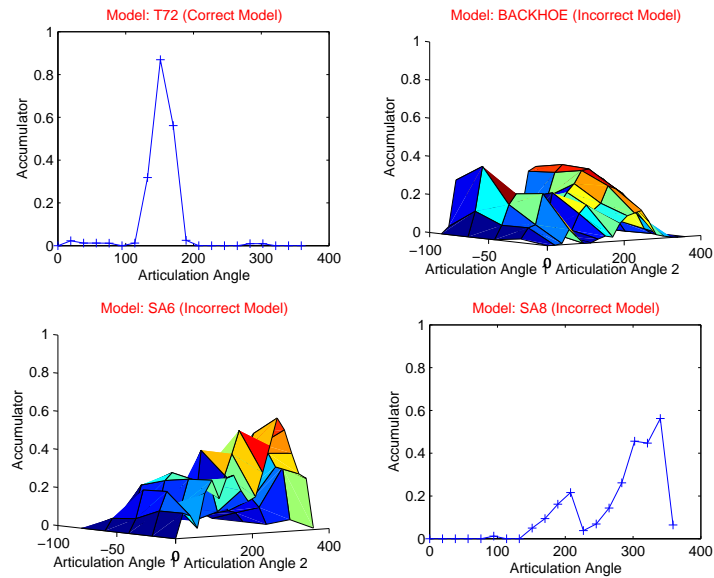 Model: T72 (Correct Model)
1
0.8
0.6
0.4
0.2
0
Accumulator
0 100 200 300 400
Articulation Angle
Model: BACKHOE (Incorrect Model)
1
0.8
0.6
0.4
0.2
0
Accumulator
−100 −50 0 200 400
Articulation Angle 1 Articulation Angle 2
Model: SA6 (Incorrect Model)
1
0.8
0.6
0.4
0.2
0
Accumulator
−100 −50 0 200 400
Articulation Angle 1 Articulation Angle 2
Model: SA8 (Incorrect Model)
1
0.8
0.6
0.4
0.2
0
Accumulator
0 100 200 300 400
Articulation Angle